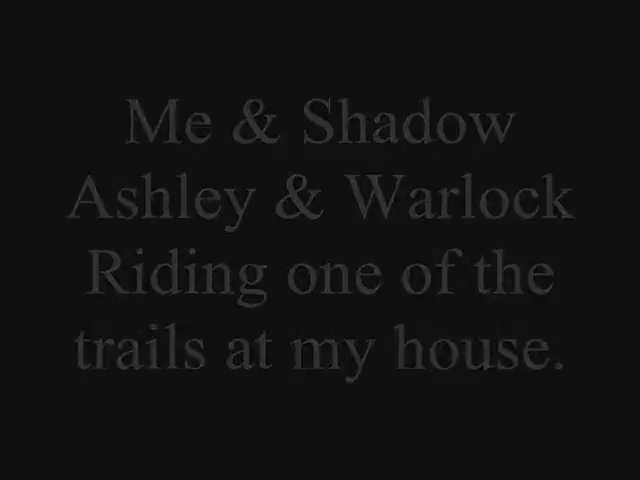 Me & Shadow
Ashley & Warlock
Riding one of the
trails at my house.